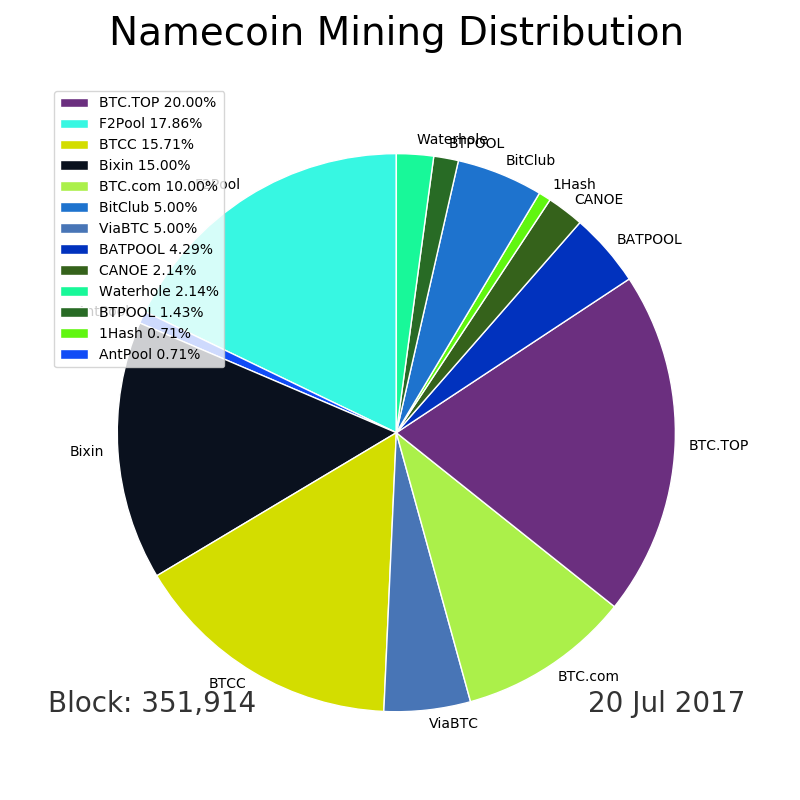 Namecoin Mining Distribution
BTC.TOP 20.00%
F2Pool 17.86%
BTCC 15.71%
Bixin 15.00%
BTC.com 10.00%
BitClub 5.00%
ViaBTC 5.00%
BATPOOL 4.29%
CANOE 2.14%
Waterhole 2.14%
BTPOOL 1.43%
1Hash 0.71%
AntPool 0.71%
Waterhole
BTPOOL
BitClub
1Hash
CANOE
BATPOOL
F2Pool
BTC.TOP
Bixin
BTCC
BTC.com
ViaBTC
Block: 351,914
20 Jul 2017